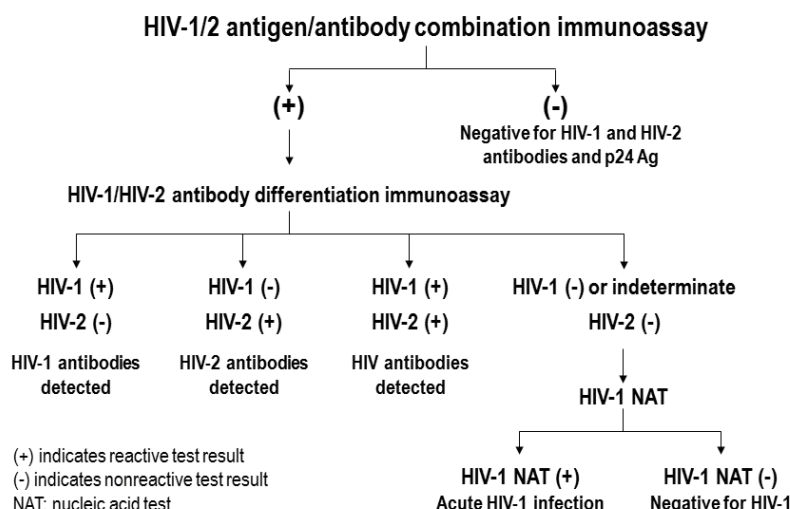 HIV-1/2 antigen/antibody combination immunoassay
(+)
(-)
Negative for HIV-1 and HIV-2
antibodies and p24 Ag
HIV-1/HIV-2 antibody differentiation immunoassay
HIV-1 (+)
HIV-2 (-)
HIV-1 antibodies
detected
HIV-1 (-)
HIV-2 (+)
HIV-2 antibodies
detected
HIV-1 (+)
HIV-2 (+)
HIV antibodies
detected
HIV-1 (-) or indeterminate
HIV-2 (-)
HIV-1 NAT
HIV-1 NAT (+)
Acute HIV-1 infection
HIV-1 NAT (-)
Negative for HIV-1
(+) indicates reactive test result
(-) indicates nonreactive test result
NAT: nucleic acid test